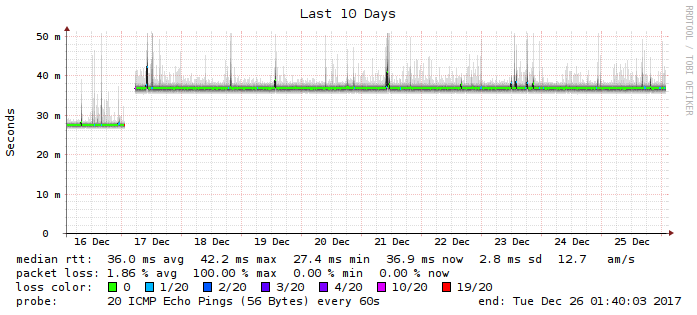 Last 10 Days
RRDTOOL / TOBI OETIKER
Seconds
50 m
40 m
30 m
20 m
10 m
0
16 Dec 17 Dec 18 Dec 19 Dec 20 Dec 21 Dec 22 Dec 23 Dec 24 Dec 25 Dec
median rtt: 36.0 ms avg 42.2 ms max 27.4 ms min 36.9 ms now 2.8 ms sd 12.7 am/s
packet loss: 1.86 % avg 100.00 % max 0.00 % min 0.00 % now
loss color: 0 1/20 2/20 3/20 4/20 10/20 19/20
probe: 20 ICMP Echo Pings (56 Bytes) every 60s end: Tue Dec 26 01:40:03 2017